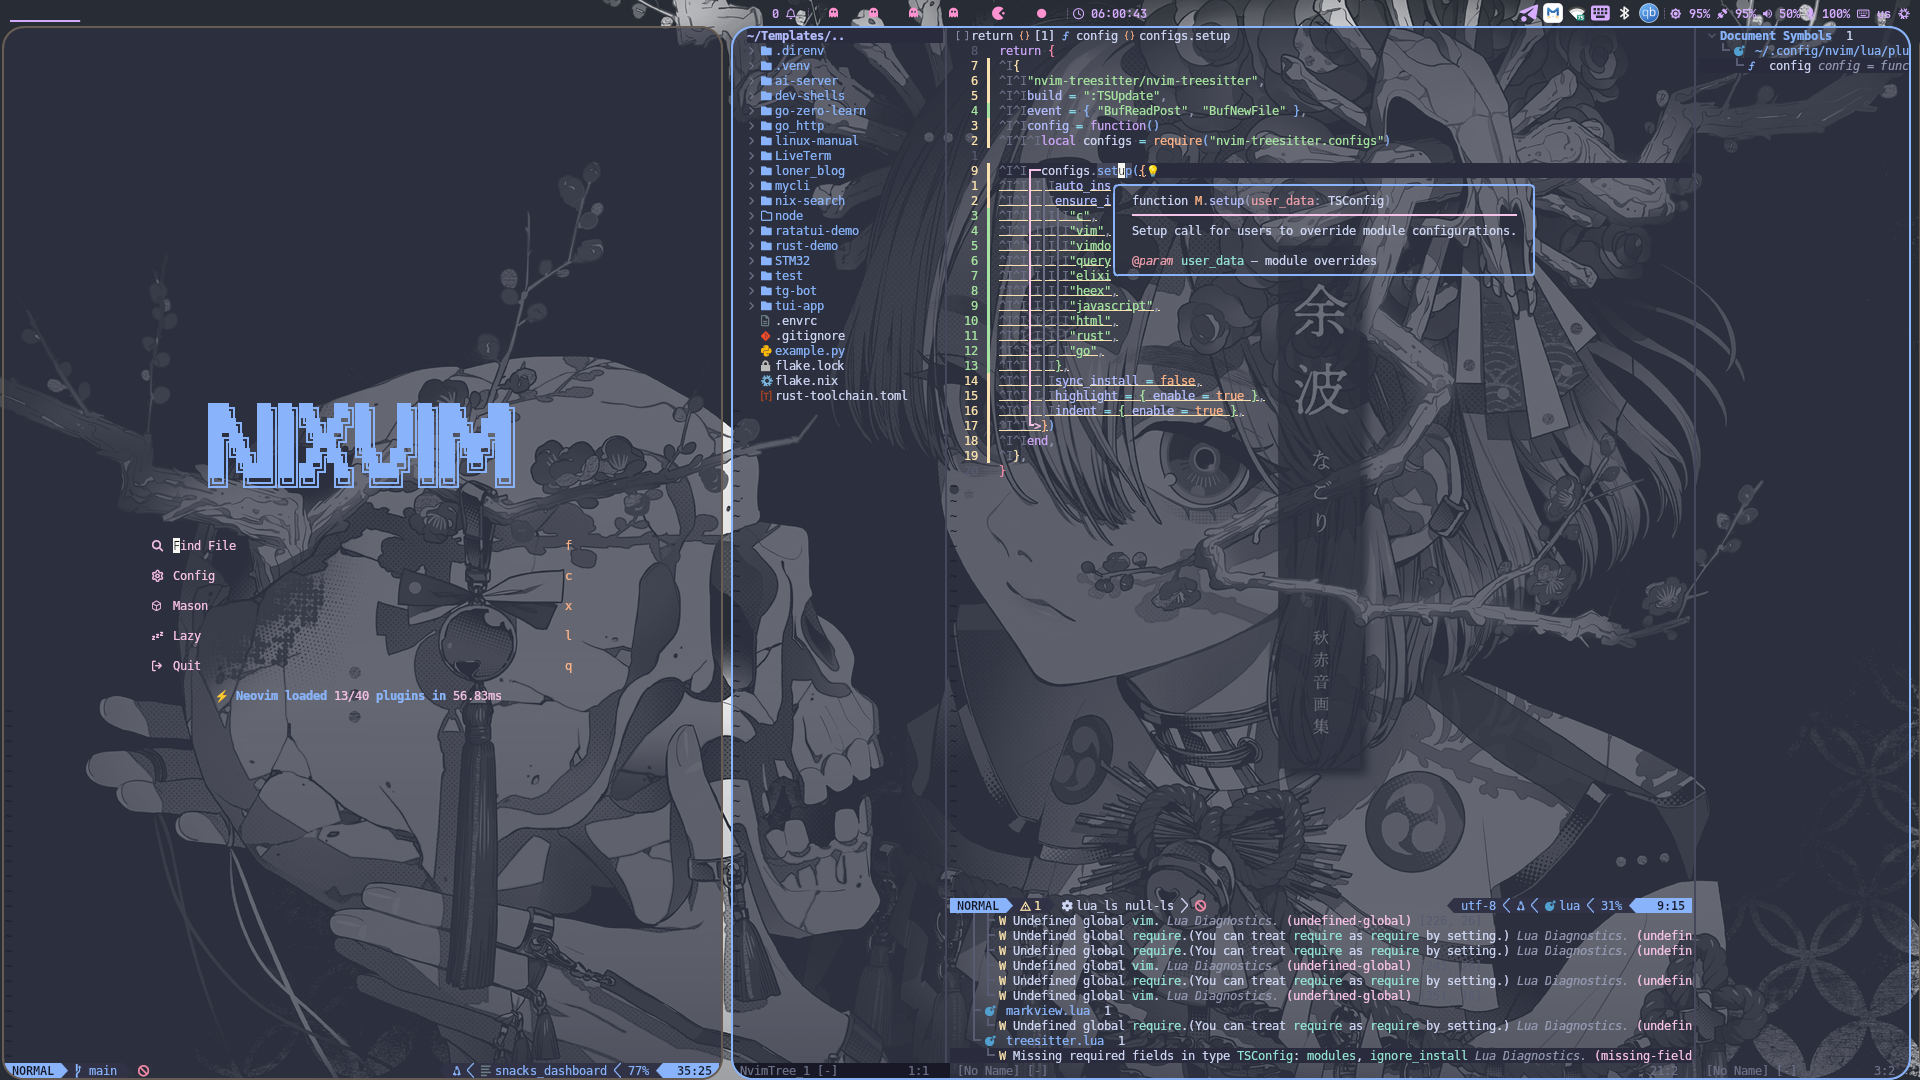 0 06:00:43 95% 95% 50% 100% us
NIXVIM
Find File f
Config c
Mason x
Lazy l
Quit q
⚡ Neovim loaded 13/40 plugins in 56.83ms
NORMAL main snacks_dashboard 77% 35:25
~/Templates/..
.direnv
.venv
ai-server
dev-shells
go-zero-learn
go_http
linux-manual
LiveTerm
loner_blog
mycli
nix-search
node
ratatui-demo
rust-demo
STM32
test
tg-bot
tui-app
.envrc
.gitignore
example.py
flake.lock
flake.nix
rust-toolchain.toml
NvimTree_1 [-] 1:1
[]return {} [1] ƒ config {} configs.setup
8 return {
7 ^I{
6 ^I^I"nvim-treesitter/nvim-treesitter",
5 ^I^Ibuild = ":TSUpdate",
4 ^I^Ievent = { "BufReadPost", "BufNewFile" },
3 ^I^Iconfig = function()
2 ^I^I^Ilocal configs = require("nvim-treesitter.configs")
1
9 ^I^I configs.setup({
1 auto_ins
2 ensure_i
3 "c",
4 "vim",
5 "vimdo
6 "query
7 "elixi
8 "heex",
9 "javascript",
10 "html",
11 "rust",
12 "go",
13 },
14 sync_install = false,
15 highlight = { enable = true },
16 indent = { enable = true },
17 })
18 ^I^Iend,
19 ^I},
}
function M.setup(user_data: TSConfig)
Setup call for users to override module configurations.
@param user_data — module overrides
余波
なごり
秋赤音画集
NORMAL 1 lua_ls null-ls utf-8 lua 31% 9:15
W Undefined global vim. Lua Diagnostics. (undefined-global)
W Undefined global require.(You can treat require as require by setting.) Lua Diagnostics. (undefin
W Undefined global require.(You can treat require as require by setting.) Lua Diagnostics. (undefin
W Undefined global vim. Lua Diagnostics. (undefined-global)
W Undefined global require.(You can treat require as require by setting.) Lua Diagnostics. (undefin
W Undefined global vim. Lua Diagnostics. (undefined-global)
markview.lua 1
W Undefined global require.(You can treat require as require by setting.) Lua Diagnostics. (undefin
treesitter.lua 1
W Missing required fields in type TSConfig: modules, ignore_install Lua Diagnostics. (missing-field
[No Name] [-] 21:2
Document Symbols 1
~/.config/nvim/lua/plu
ƒ config config = func
[No Name] [-] 3:2